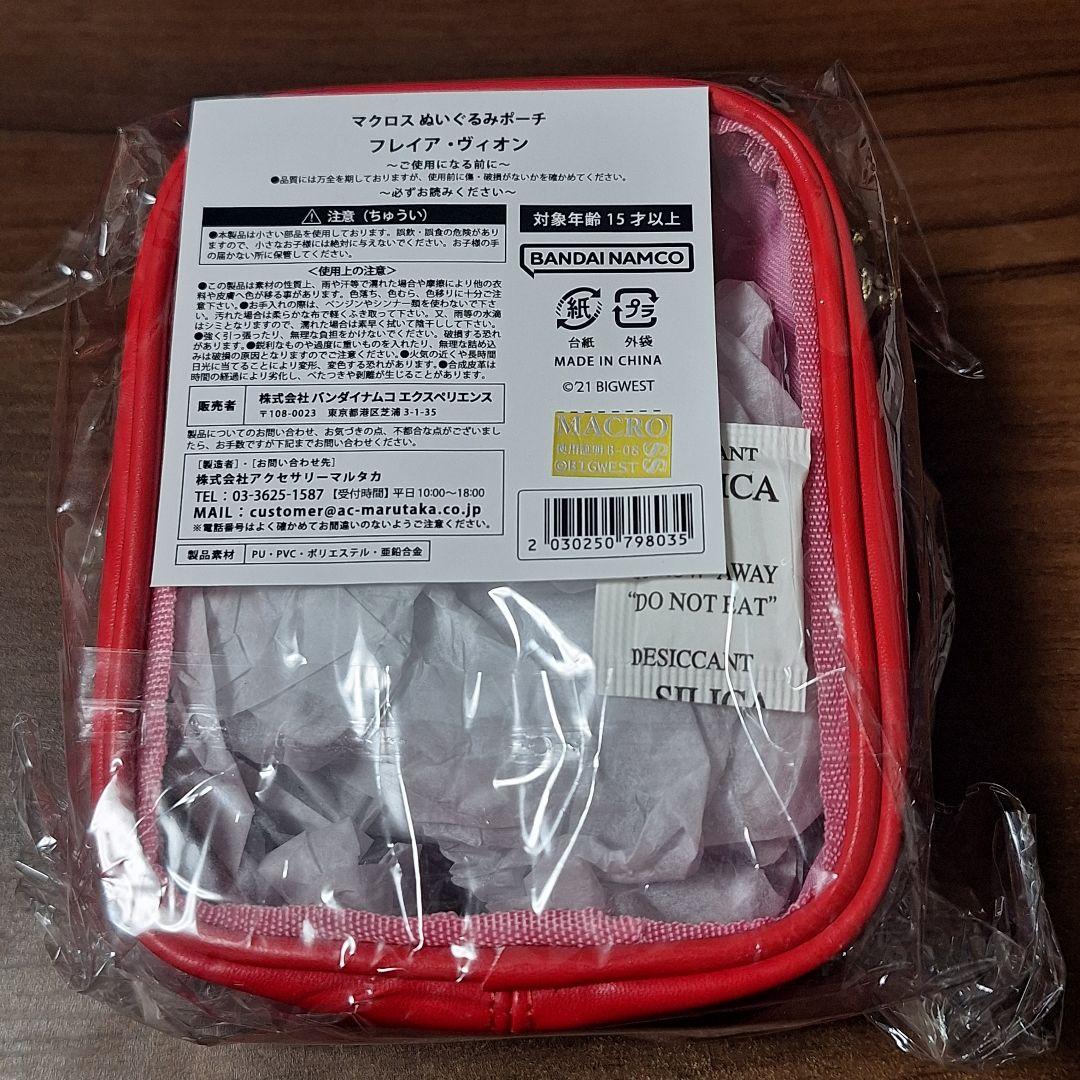 マクロス ぬいぐるみポーチ
フレイア・ヴィオン
～ご使用になる前に～
●品質には万全を期しておりますが、使用前に傷・破損がないかを確かめてください。
～必ずお読みください～
⚠ 注意（ちゅうい）
●本製品は小さい部品を使用しております。誤飲・誤食の危険があり
ますので、小さなお子様には絶対に与えないでください。お子様の手
の届かない所に保管してください。
＜使用上の注意＞
●この製品は素材の性質上、雨や汗等で濡れた場合や摩擦により他の衣
料や皮膚へ色が移る事があります。色落ち、色むら、色移りに十分ご注
意下さい。●お手入れの際は、ベンジンやシンナー類を使わないで下さ
い。汚れた場合は柔らかな布で軽くふき取って下さい。又、雨等の水滴
はシミとなりますので、濡れた場合は素早く拭いて陰干しして下さい。
●強く引っ張ったり、無理な負担をかけないでください。破損する恐れ
があります。●鋭利なものや過度に重いものを入れたり、無理な詰め込
みは破損の原因となりますのでご注意ください。●火気の近くや長時間
日光に当てることにより変形、変色する恐れがあります。●合成皮革は
時間の経過により劣化し、べたつきや剥離が生じることがあります。
販売者
株式会社 バンダイナムコ エクスペリエンス
〒108-0023 東京都港区芝浦 3-1-35
製品についてのお問い合わせ、お気づきの点、不都合な点がございまし
たら、お手数ですが下記までお問い合わせください。
［製造者］・［お問い合わせ先］
株式会社アクセサリーマルタカ
TEL：03-3625-1587 【受付時間】平日 10:00～18:00
MAIL：customer@ac-marutaka.co.jp
※電話番号はよく確かめてお間違いのないようご注意ください。
製品素材 PU・PVC・ポリエステル・亜鉛合金
対象年齢 15 才以上
BANDAI NAMCO
紙 プラ
台紙 外袋
MADE IN CHINA
©'21 BIGWEST
MACROSS
使用証明 B-08
©BIGWEST
2 030250 798035
"DO NOT EAT"
DESICCANT
SILICA